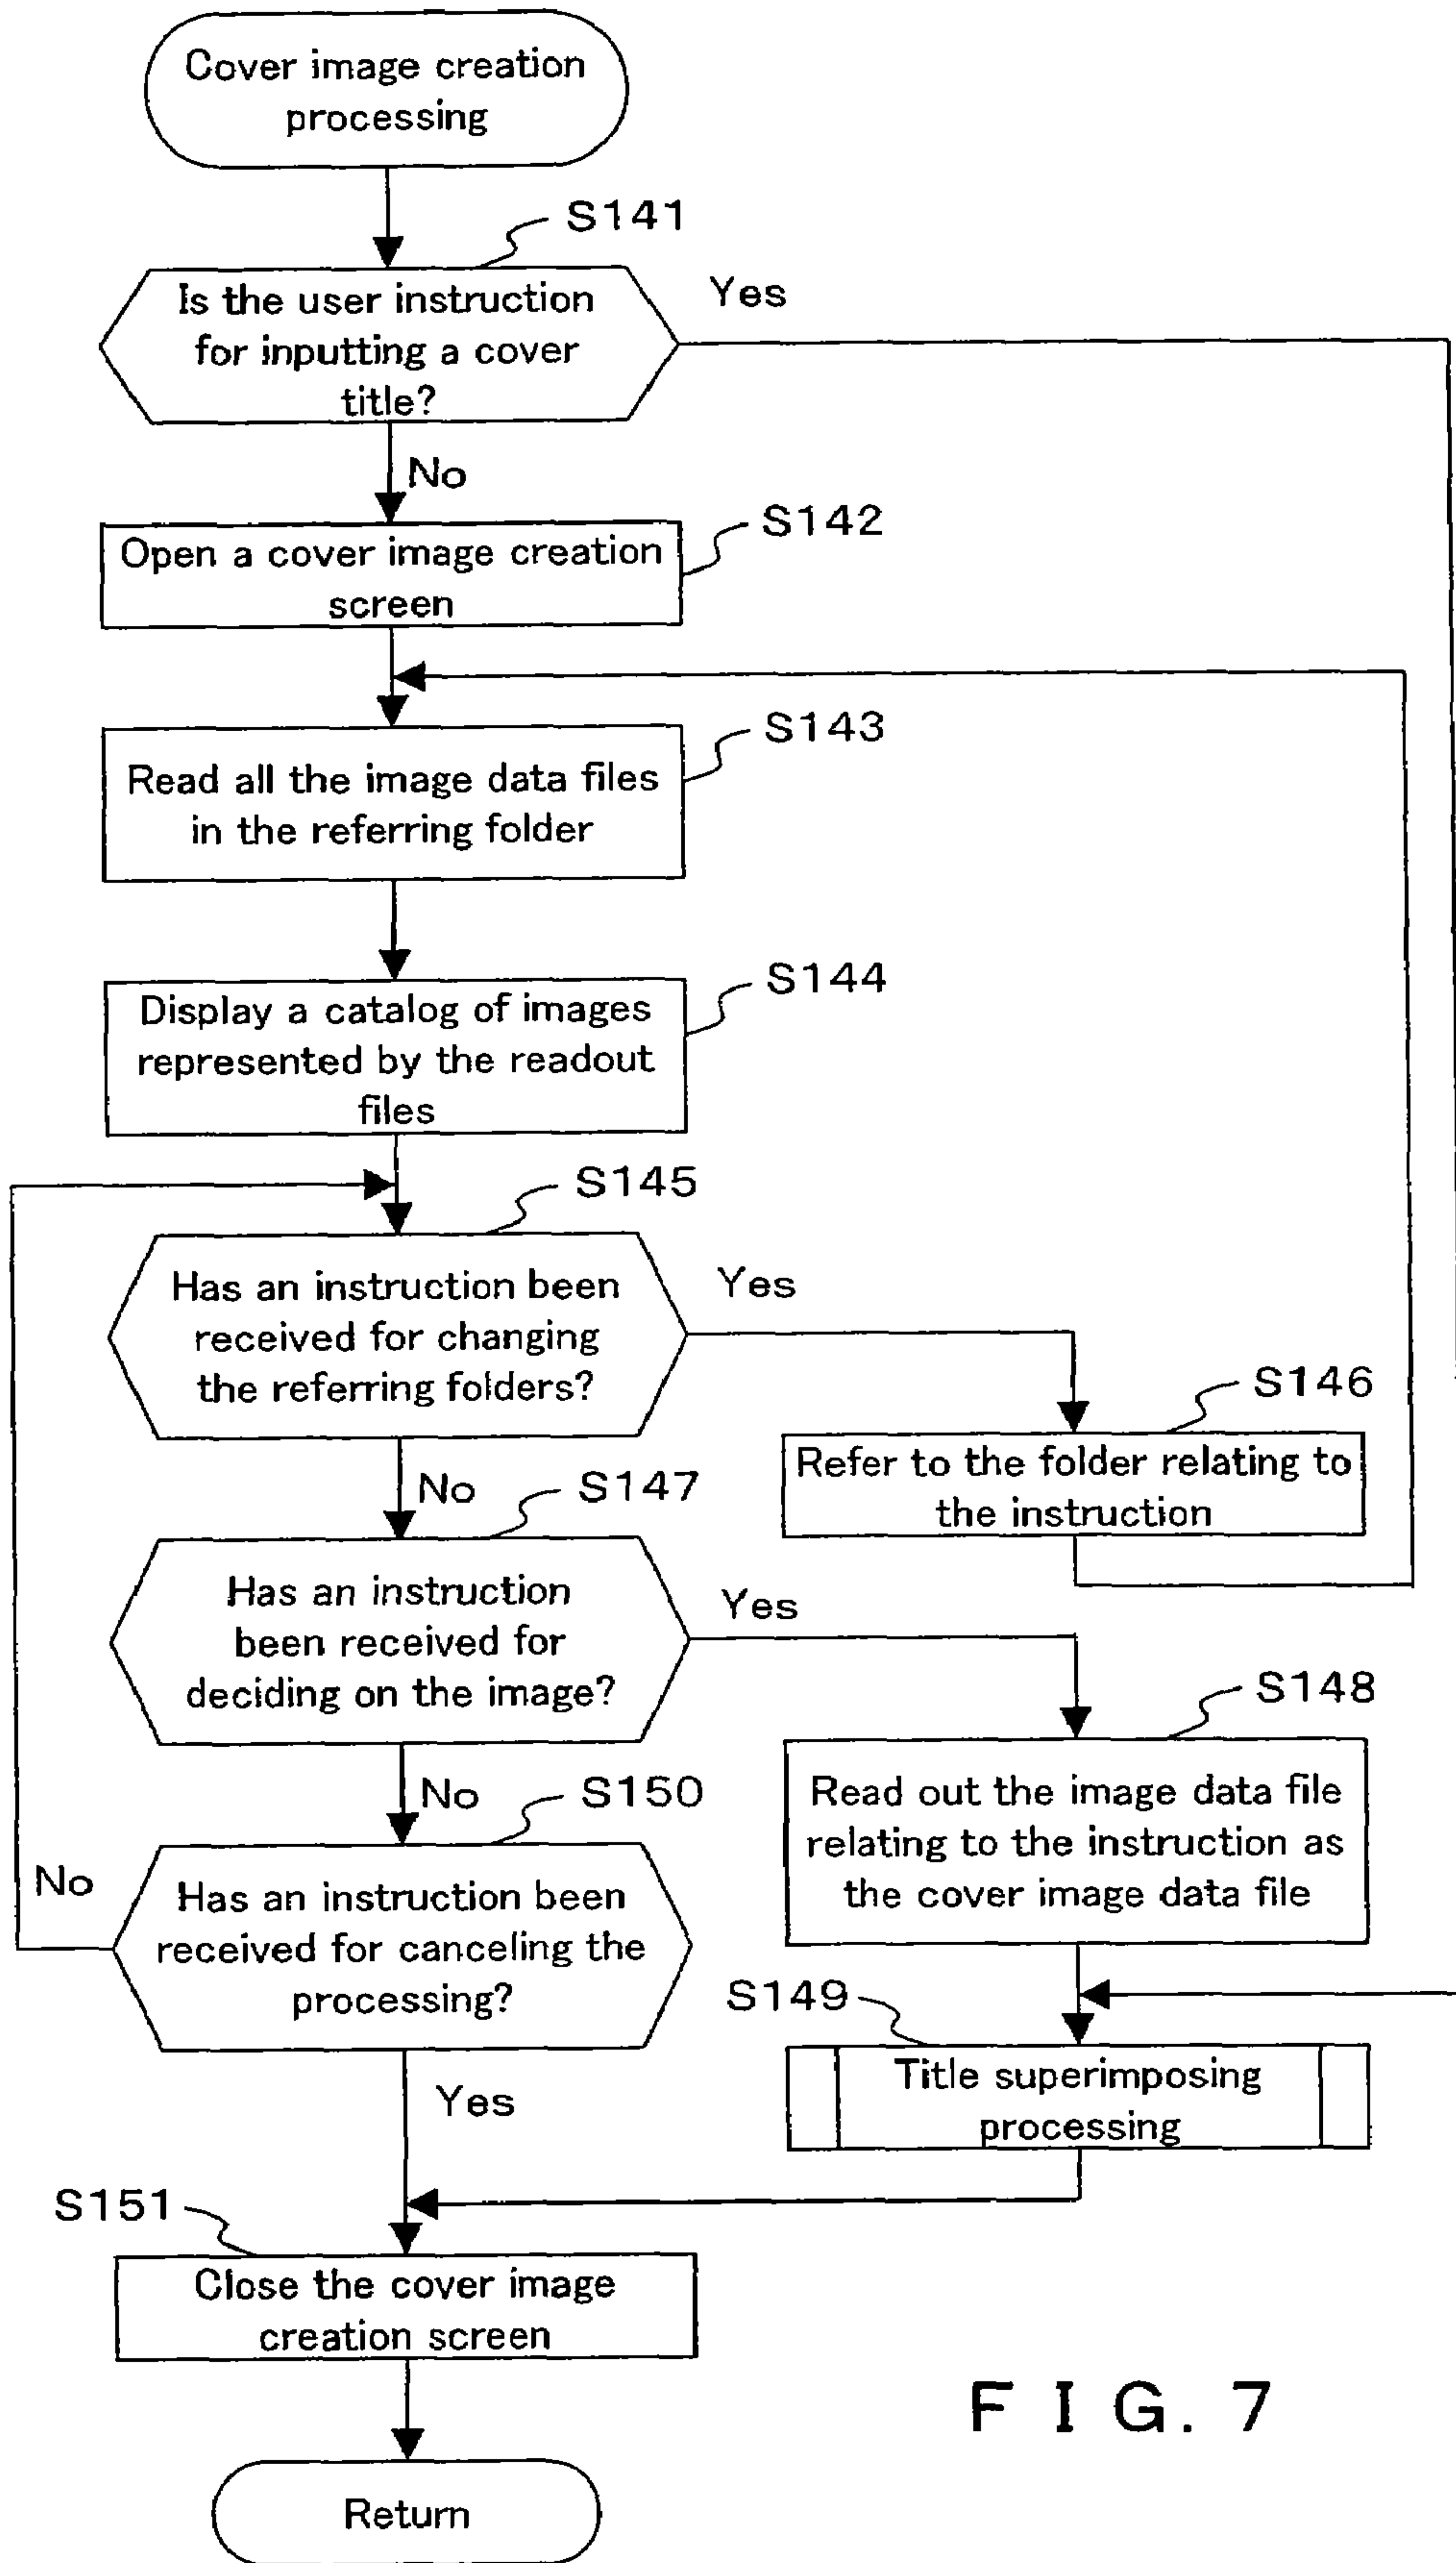 Cover image creation
processing
S141
Is the user instruction
for inputting a cover
title?
Yes
No
S142
Open a cover image creation
screen
S143
Read all the image data files
in the referring folder
S144
Display a catalog of images
represented by the readout
files
S145
Has an instruction been
received for changing
the referring folders?
Yes
S146
Refer to the folder relating to
the instruction
No
S147
Has an instruction
been received for
deciding on the image?
Yes
S148
Read out the image data file
relating to the instruction as
the cover image data file
No
S150
Has an instruction been
received for canceling the
processing?
No
S149
Title superimposing
processing
Yes
S151
Close the cover image
creation screen
Return
FIG. 7